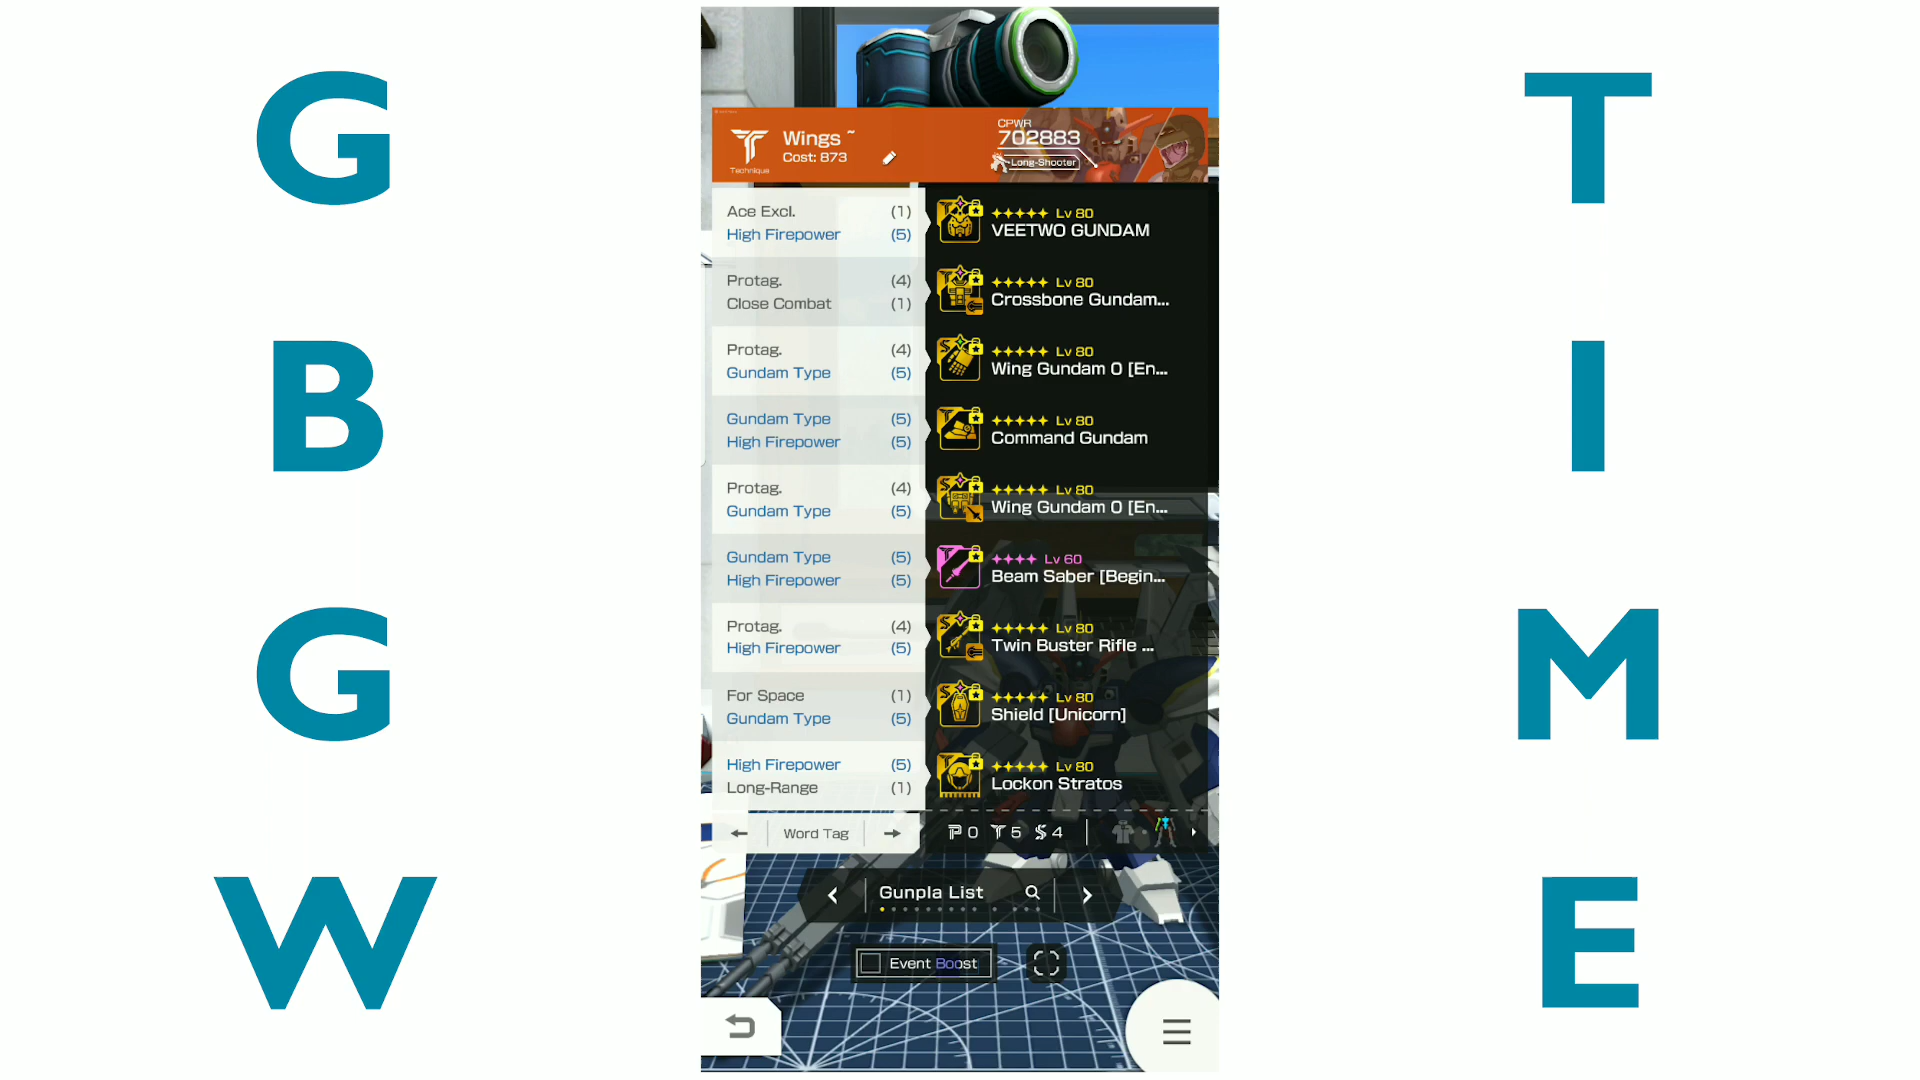 G
B
G
W
T
I
M
E
Technique
Wings ~
Cost: 873
CPWR
702883
Long-Shooter
Ace Excl. (1)
High Firepower (5)
★★★★★ Lv 80
VEETWO GUNDAM
Protag. (4)
Close Combat (1)
★★★★★ Lv 80
Crossbone Gundam...
Protag. (4)
Gundam Type (5)
★★★★★ Lv 80
Wing Gundam 0 [En...
Gundam Type (5)
High Firepower (5)
★★★★★ Lv 80
Command Gundam
Protag. (4)
Gundam Type (5)
★★★★★ Lv 80
Wing Gundam 0 [En...
Gundam Type (5)
High Firepower (5)
★★★★ Lv 60
Beam Saber [Begin...
Protag. (4)
High Firepower (5)
★★★★★ Lv 80
Twin Buster Rifle ...
For Space (1)
Gundam Type (5)
★★★★★ Lv 80
Shield [Unicorn]
High Firepower (5)
Long-Range (1)
★★★★★ Lv 80
Lockon Stratos
← Word Tag →
P 0 T 5 S 4
Gunpla List
Event Boost